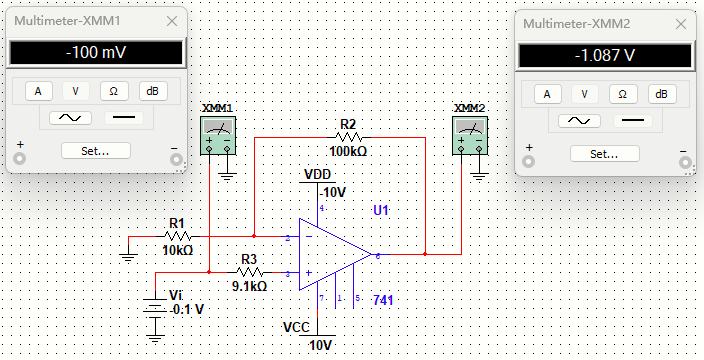 Multimeter-XMM1
-100 mV
A V Ω dB
+ −
Set...
Multimeter-XMM2
-1.087 V
A V Ω dB
+ −
Set...
XMM1
XMM2
R2
100kΩ
VDD
-10V
4
U1
R1
10kΩ
2
6
R3
9.1kΩ
3
7 1 5
741
Vi
-0.1 V
VCC
10V